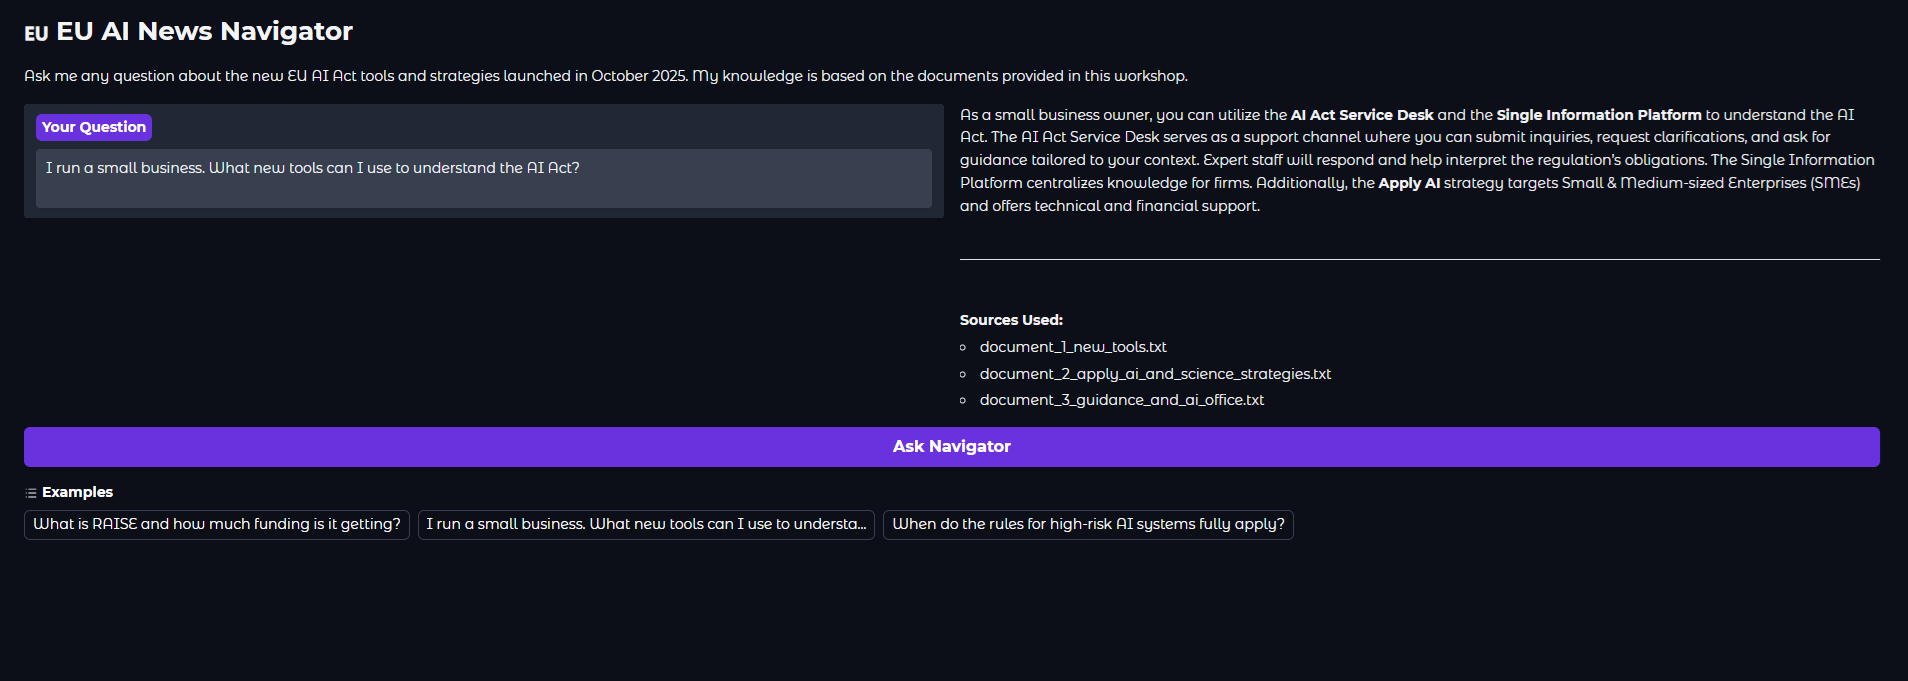 EU EU AI News Navigator
Ask me any question about the new EU AI Act tools and strategies launched in October 2025. My knowledge is based on the documents provided in this workshop.
Your Question
I run a small business. What new tools can I use to understand the AI Act?
As a small business owner, you can utilize the AI Act Service Desk and the Single Information Platform to understand the AI
Act. The AI Act Service Desk serves as a support channel where you can submit inquiries, request clarifications, and ask for
guidance tailored to your context. Expert staff will respond and help interpret the regulation's obligations. The Single Information
Platform centralizes knowledge for firms. Additionally, the Apply AI strategy targets Small & Medium-sized Enterprises (SMEs)
and offers technical and financial support.
Sources Used:
document_1_new_tools.txt
document_2_apply_ai_and_science_strategies.txt
document_3_guidance_and_ai_office.txt
Ask Navigator
Examples
What is RAISE and how much funding is it getting?
I run a small business. What new tools can I use to understa...
When do the rules for high-risk AI systems fully apply?